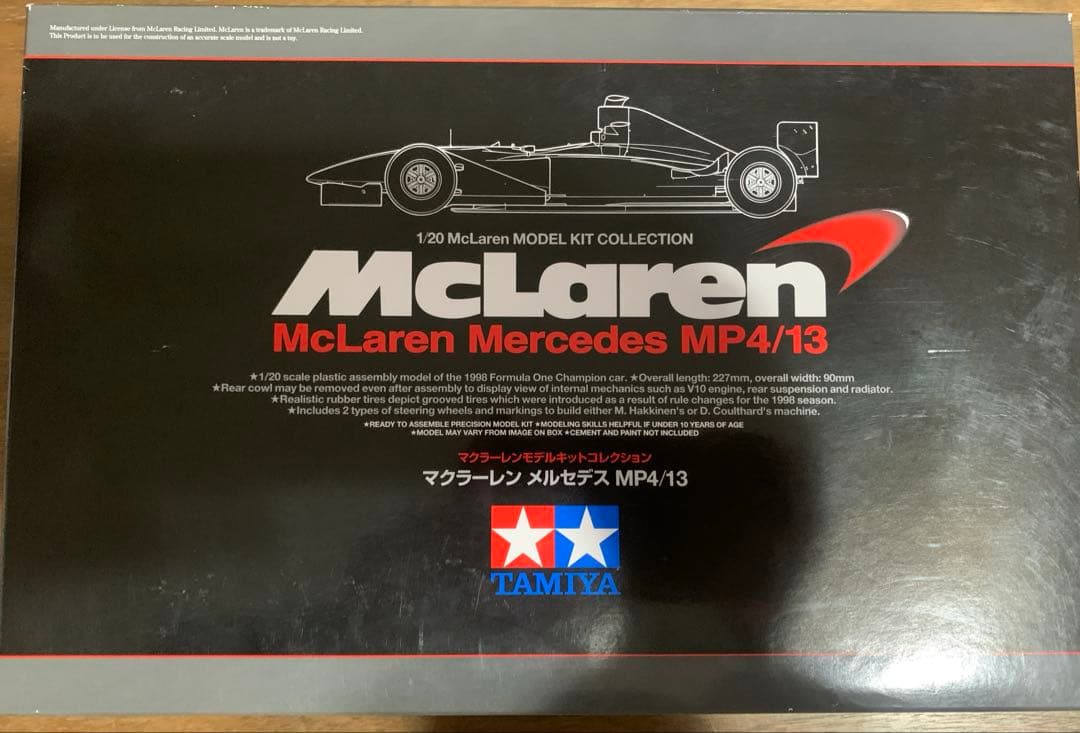 Manufactured under License from McLaren Racing Limited. McLaren is a trademark of McLaren Racing Limited.
This Product is to be used for the construction of an accurate scale model and is not a toy.
1/20 McLaren MODEL KIT COLLECTION
McLaren
McLaren Mercedes MP4/13
★1/20 scale plastic assembly model of the 1998 Formula One Champion car. ★Overall length: 227mm, overall width: 90mm
★Rear cowl may be removed even after assembly to display view of internal mechanics such as V10 engine, rear suspension and radiator.
★Realistic rubber tires depict grooved tires which were introduced as a result of rule changes for the 1998 season.
★Includes 2 types of steering wheels and markings to build either M. Hakkinen's or D. Coulthard's machine.
★READY TO ASSEMBLE PRECISION MODEL KIT ★MODELING SKILLS HELPFUL IF UNDER 10 YEARS OF AGE
★MODEL MAY VARY FROM IMAGE ON BOX ★CEMENT AND PAINT NOT INCLUDED
マクラーレンモデルキットコレクション
マクラーレン メルセデス MP4/13
TAMIYA